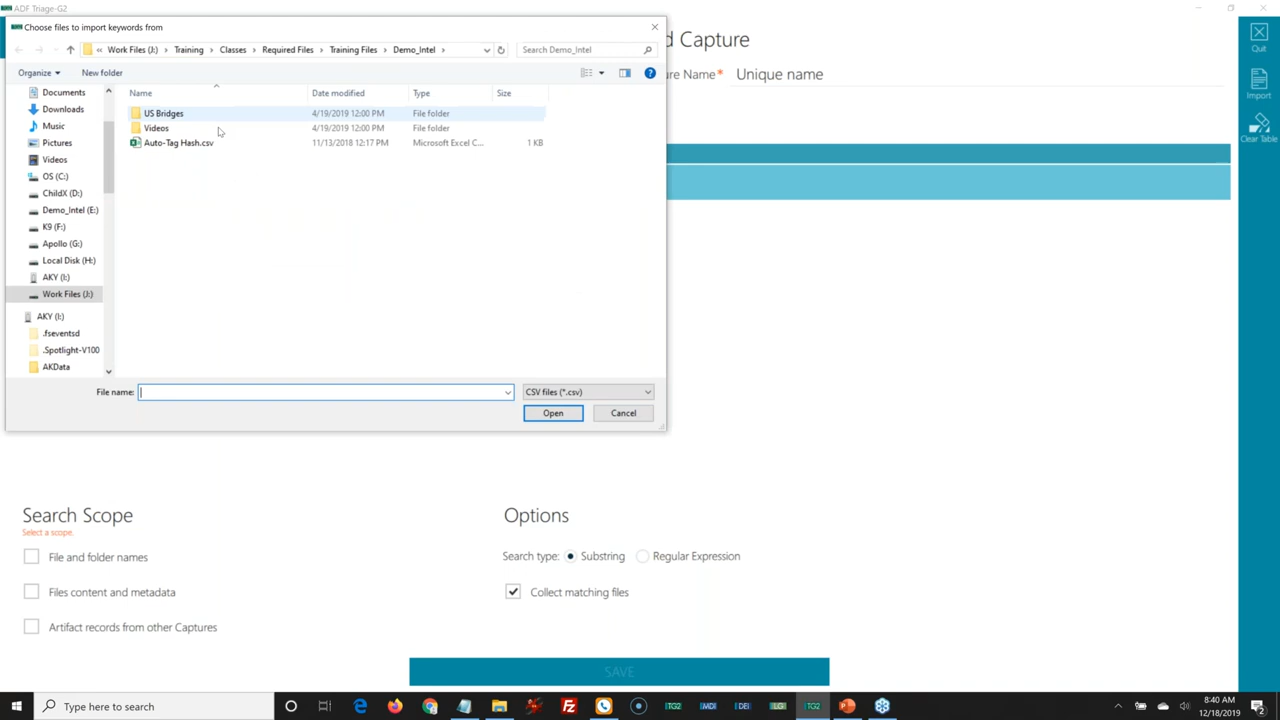 ADF Triage-G2
Choose files to import keywords from
« Work Files (J:) > Training > Classes > Required Files > Training Files > Demo_Intel >
Search Demo_Intel
Organize
New folder
Documents
Downloads
Music
Pictures
Videos
OS (C:)
ChildX (D:)
Demo_Intel (E:)
K9 (F:)
Apollo (G:)
Local Disk (H:)
AKY (I:)
Work Files (J:)
AKY (I:)
.fseventsd
.Spotlight-V100
AKData
Name Date modified Type Size
US Bridges 4/19/2019 12:00 PM File folder
Videos 4/19/2019 12:00 PM File folder
Auto-Tag Hash.csv 11/13/2018 12:17 PM Microsoft Excel C... 1 KB
File name:
CSV files (*.csv)
Open
Cancel
d Capture
ure Name* Unique name
Quit
Import
Clear Table
Search Scope
Select a scope.
File and folder names
Files content and metadata
Artifact records from other Captures
Options
Search type: Substring Regular Expression
Collect matching files
SAVE
Type here to search
TG2
MDI
DEI
LG
TG2
8:40 AM
12/18/2019
2